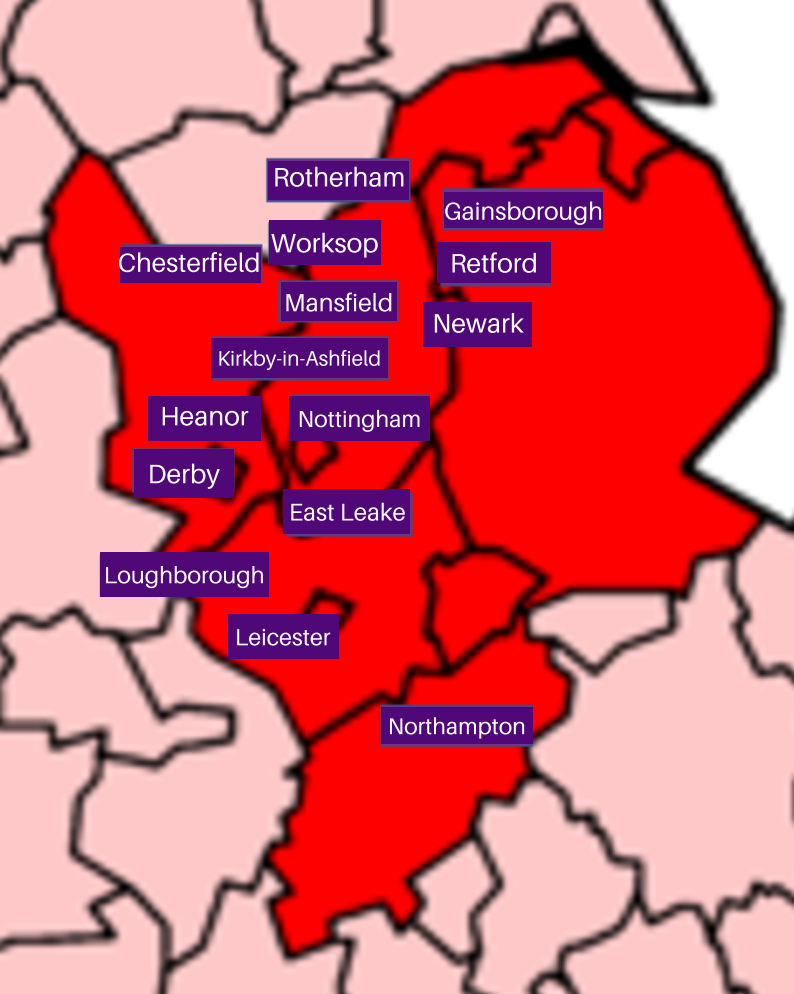 Rotherham
Gainsborough
Worksop
Chesterfield
Retford
Mansfield
Newark
Kirkby-in-Ashfield
Heanor
Nottingham
Derby
East Leake
Loughborough
Leicester
Northampton